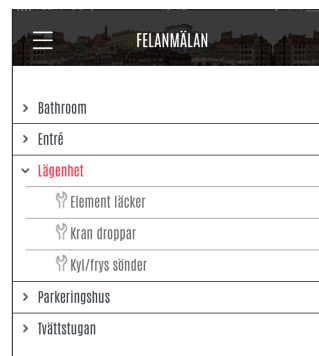 FELANMÄLAN
Bathroom
Entré
Lägenhet
Element läcker
Kran droppar
Kyl/frys sönder
Parkeringshus
Tvättstugan